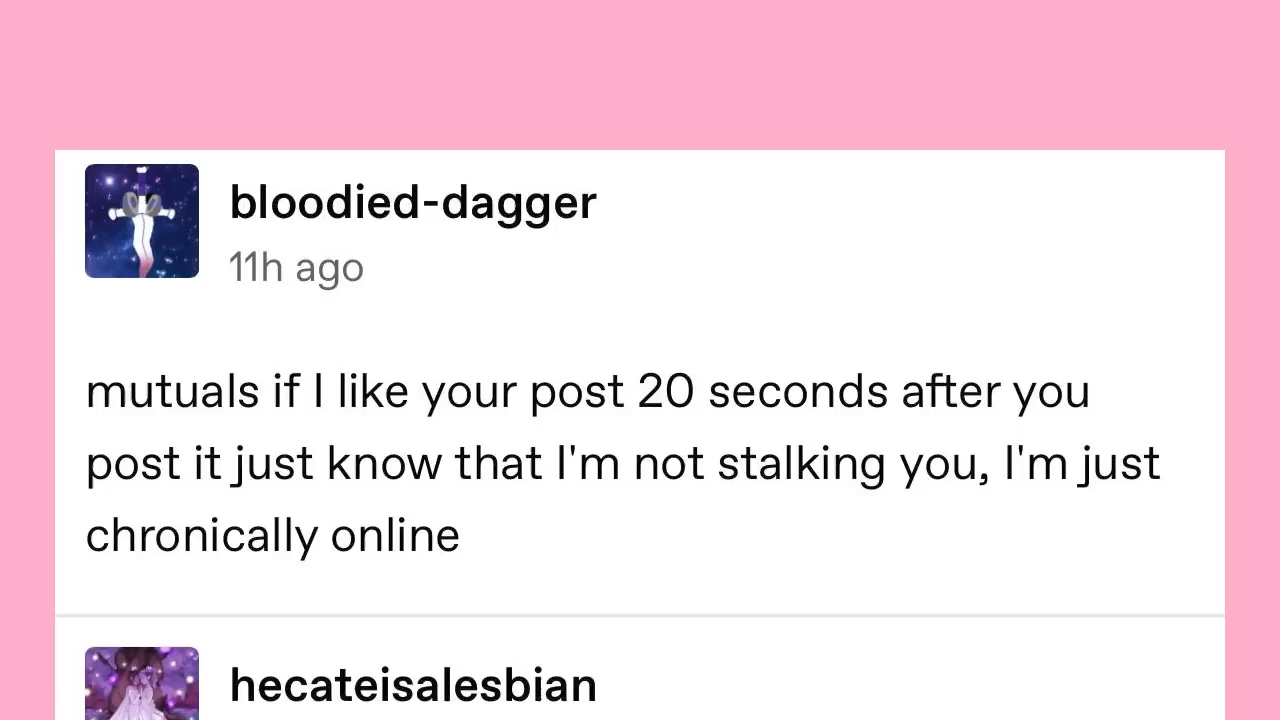 bloodied-dagger
11h ago
mutuals if I like your post 20 seconds after you
post it just know that I'm not stalking you, I'm just
chronically online
hecateisalesbian